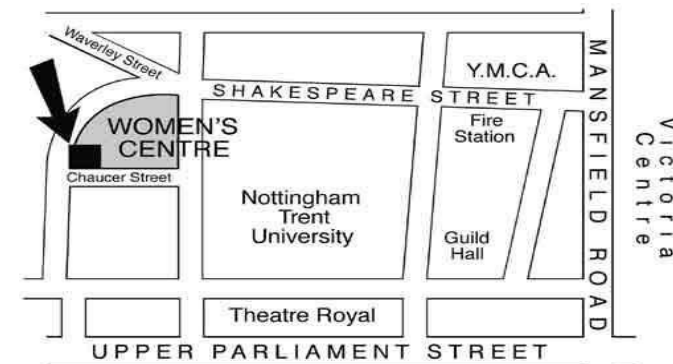 Waverley Street
Y.M.C.A.
SHAKESPEARE STREET
WOMEN'S
CENTRE
Fire
Station
Chaucer Street
Nottingham
Trent
University
Guild
Hall
MANSFIELD ROAD
Victoria
Centre
Theatre Royal
UPPER PARLIAMENT STREET